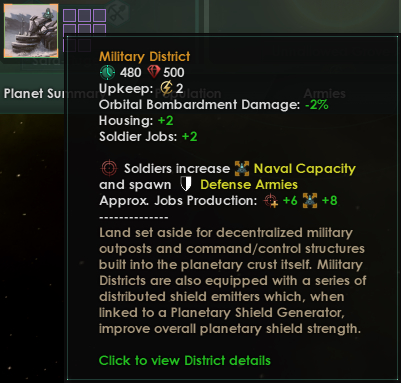 Military District
480 500
Upkeep: 2
Planet Summary
Population
Armies
Orbital Bombardment Damage: -2%
Housing: +2
Soldier Jobs: +2
Soldiers increase Naval Capacity
and spawn Defense Armies
Approx. Jobs Production: +6 +8
--------------
Land set aside for decentralized military
outposts and command/control structures
built into the planetary crust itself. Military
Districts are also equipped with a series of
distributed shield emitters which, when
linked to a Planetary Shield Generator,
improve overall planetary shield strength.
Click to view District details